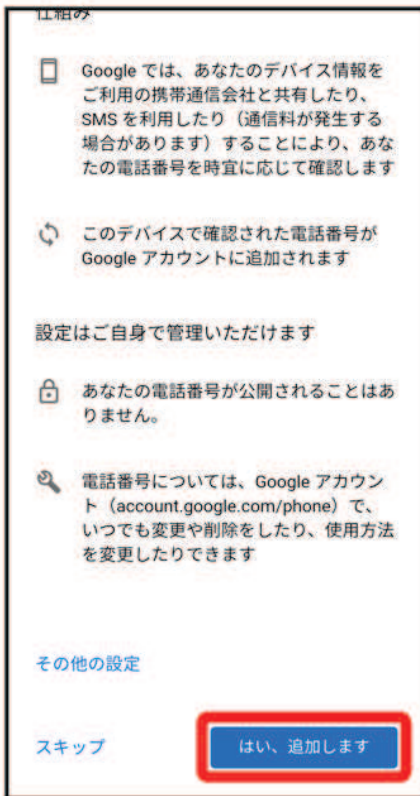 仕組み
Google では、あなたのデバイス情報を
ご利用の携帯通信会社と共有したり、
SMS を利用したり（通信料が発生する
場合があります）することにより、あな
たの電話番号を時宜に応じて確認します
このデバイスで確認された電話番号が
Google アカウントに追加されます
設定はご自身で管理いただけます
あなたの電話番号が公開されることはあ
りません。
電話番号については、Google アカウン
ト（account.google.com/phone）で、
いつでも変更や削除をしたり、使用方法
を変更したりできます
その他の設定
スキップ
はい、追加します